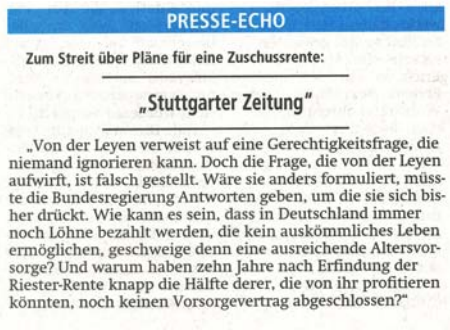 PRESSE-ECHO
Zum Streit über Pläne für eine Zuschussrente:
„Stuttgarter Zeitung"
„Von der Leyen verweist auf eine Gerechtigkeitsfrage, die
niemand ignorieren kann. Doch die Frage, die von der Leyen
aufwirft, ist falsch gestellt. Wäre sie anders formuliert, müss-
te die Bundesregierung Antworten geben, um die sie sich bis-
her drückt. Wie kann es sein, dass in Deutschland immer
noch Löhne bezahlt werden, die kein auskömmliches Leben
ermöglichen, geschweige denn eine ausreichende Altersvor-
sorge? Und warum haben zehn Jahre nach Erfindung der
Riester-Rente knapp die Hälfte derer, die von ihr profitieren
könnten, noch keinen Vorsorgevertrag abgeschlossen?"